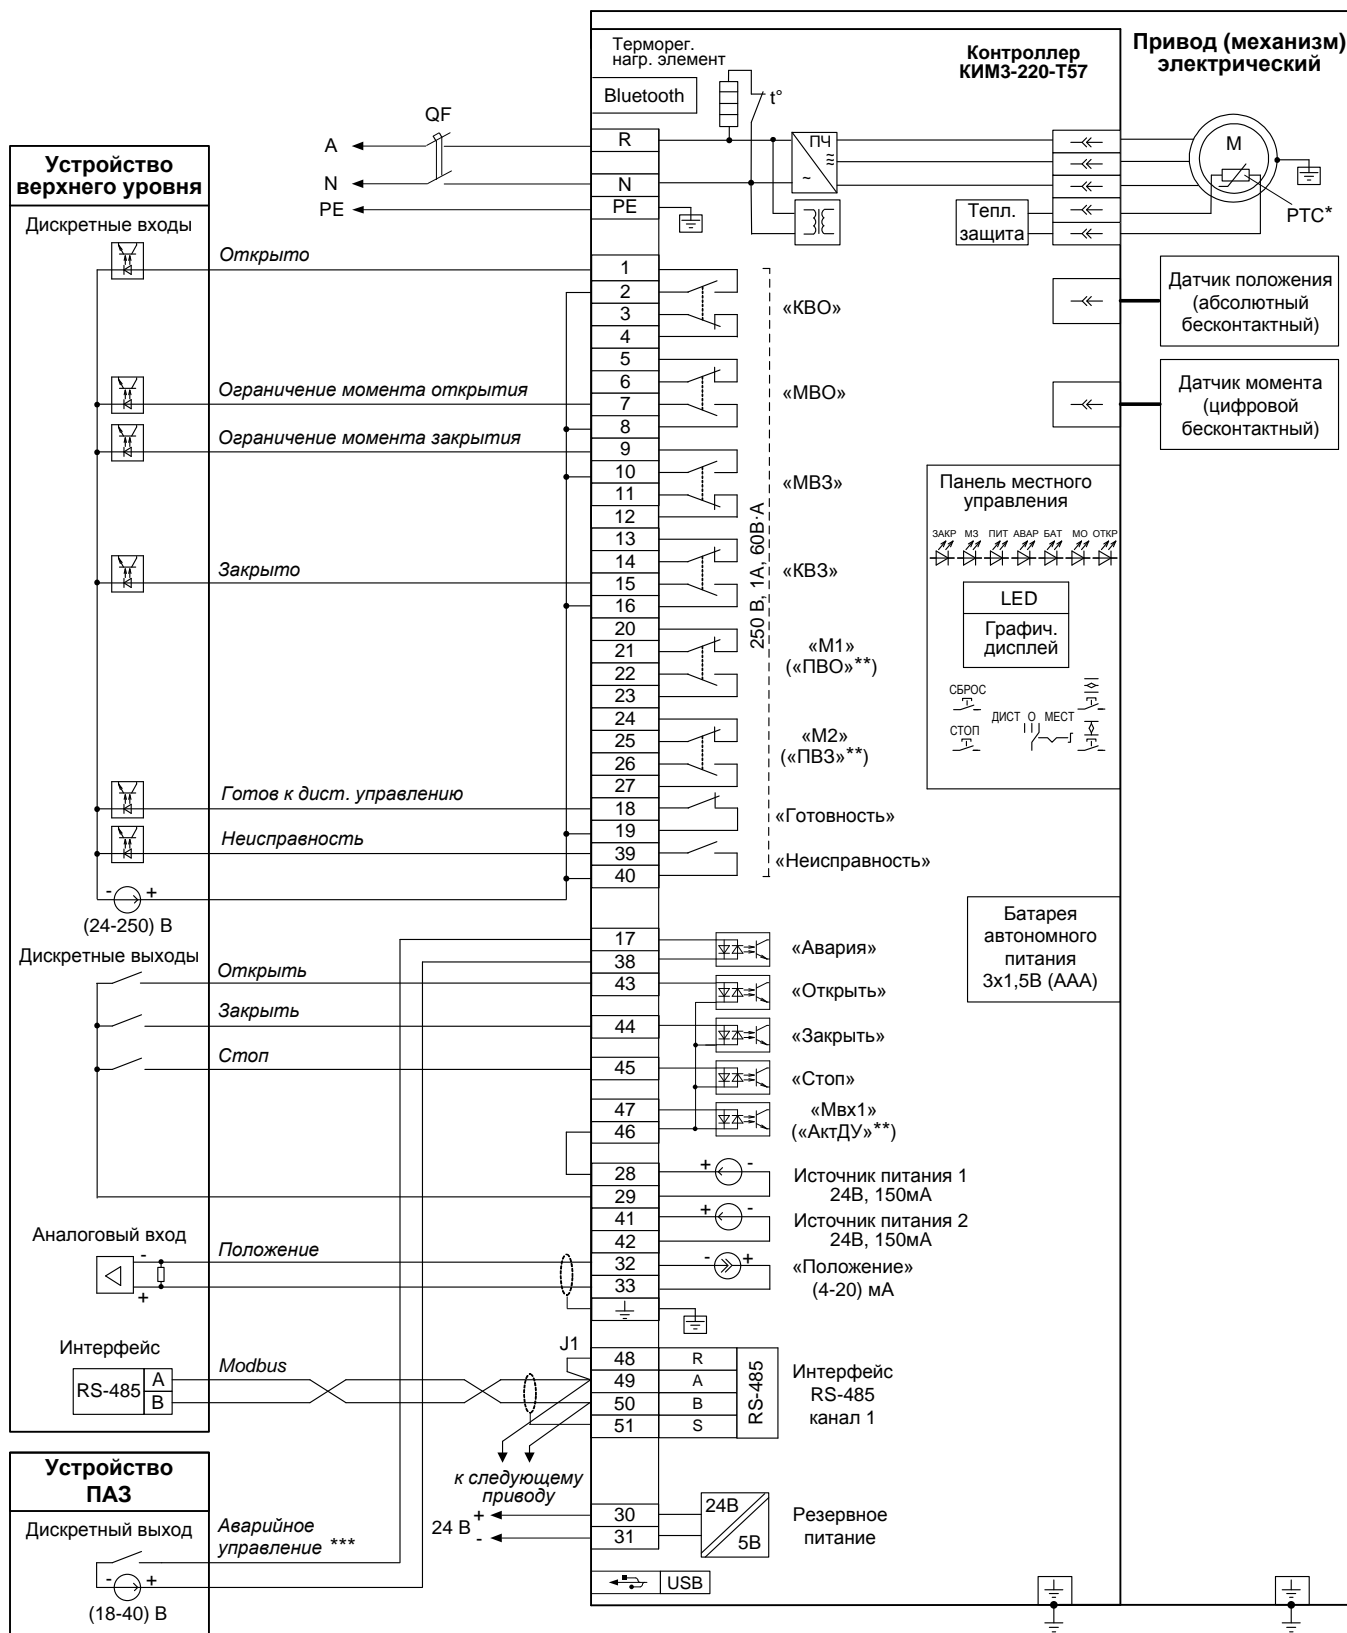 Терморег.
нагр. элемент
Контроллер
КИМ3-220-Т57
Привод (механизм)
электрический
Bluetooth
t°
QF
A
N
PE
R
N
PE
ПЧ
≈
~
M
PTC*
Тепл.
защита
Устройство
верхнего уровня
Дискретные входы
Открыто
Ограничение момента открытия
Ограничение момента закрытия
Закрыто
Готов к дист. управлению
Неисправность
- +
(24-250) В
1
2
3
4
5
6
7
8
9
10
11
12
13
14
15
16
20
21
22
23
24
25
26
27
18
19
39
40
«КВО»
«МВО»
«МВЗ»
«КВЗ»
«М1»
(«ПВО»**)
«М2»
(«ПВЗ»**)
«Готовность»
«Неисправность»
250 В, 1А, 60В·А
Датчик положения
(абсолютный
бесконтактный)
Датчик момента
(цифровой
бесконтактный)
Панель местного
управления
ЗАКР МЗ ПИТ АВАР БАТ МО ОТКР
LED
Графич.
дисплей
СБРОС
ДИСТ О МЕСТ
СТОП
Батарея
автономного
питания
3х1,5В (ААА)
Дискретные выходы
Открыть
Закрыть
Стоп
17
38
43
44
45
47
46
28
29
41
42
32
33
«Авария»
«Открыть»
«Закрыть»
«Стоп»
«Мвх1»
(«АктДУ»**)
+ -
Источник питания 1
24В, 150мА
+ -
Источник питания 2
24В, 150мА
- +
«Положение»
(4-20) мА
Аналоговый вход
-
+
Положение
Интерфейс
RS-485
A
B
Modbus
J1
48 R
49 A
50 B
51 S
RS-485
Интерфейс
RS-485
канал 1
к следующему
приводу
24 В
+
-
30
31
24В
5В
Резервное
питание
USB
Устройство
ПАЗ
Дискретный выход
- +
(18-40) В
Аварийное
управление ***